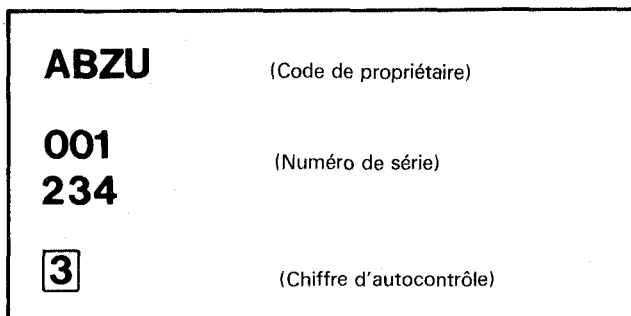 ABZU (Code de propriétaire)
001
(Numéro de série)
234
3 (Chiffre d'autocontrôle)